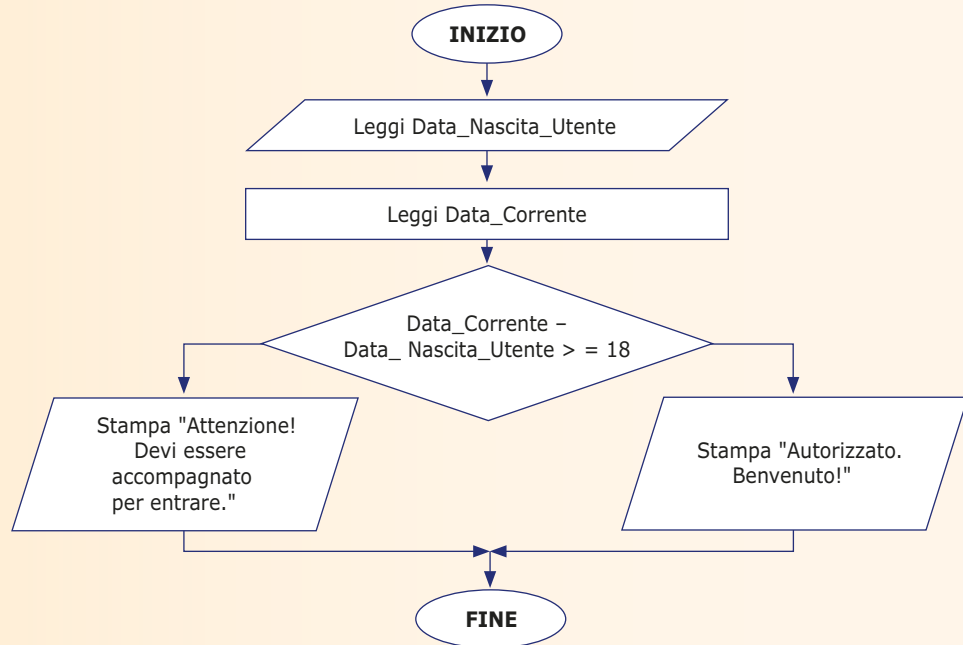 INIZIO
Leggi Data_Nascita_Utente
Leggi Data_Corrente
Data_Corrente –
Data_ Nascita_Utente > = 18
Stampa "Attenzione!
Devi essere
accompagnato
per entrare."
Stampa "Autorizzato.
Benvenuto!"
FINE